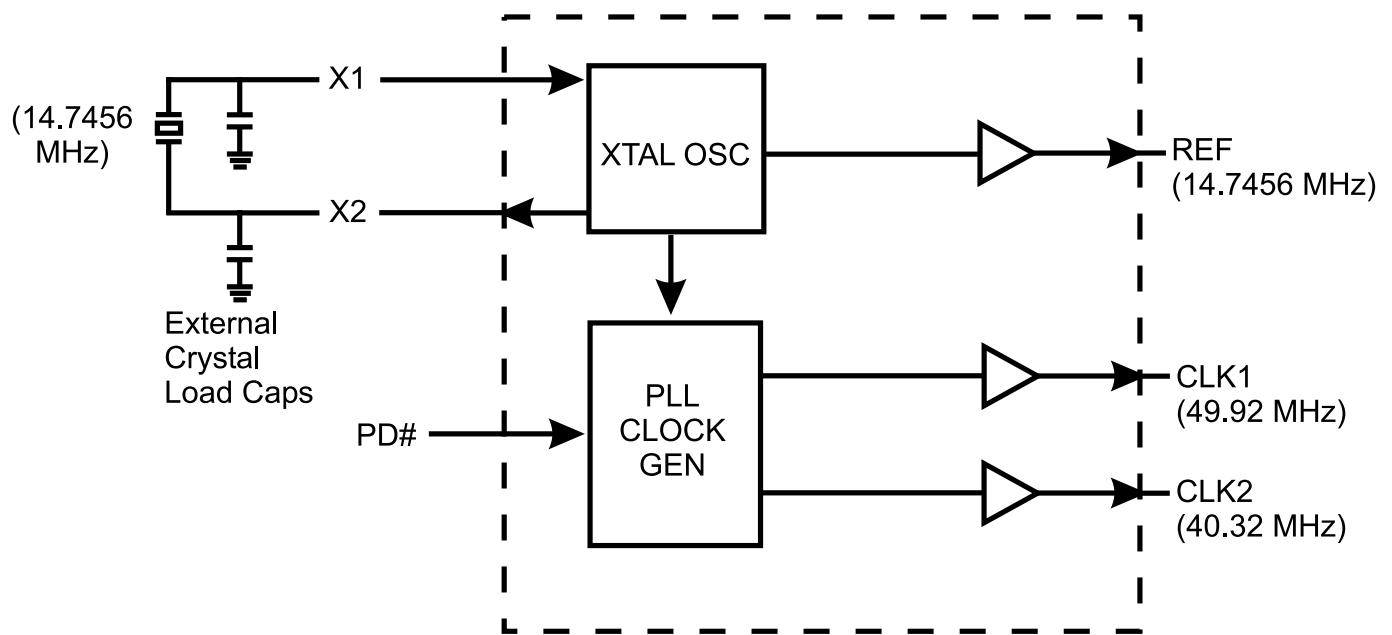 (14.7456
MHz)
X1
X2
External
Crystal
Load Caps
PD#
XTAL OSC
PLL
CLOCK
GEN
REF
(14.7456 MHz)
CLK1
(49.92 MHz)
CLK2
(40.32 MHz)